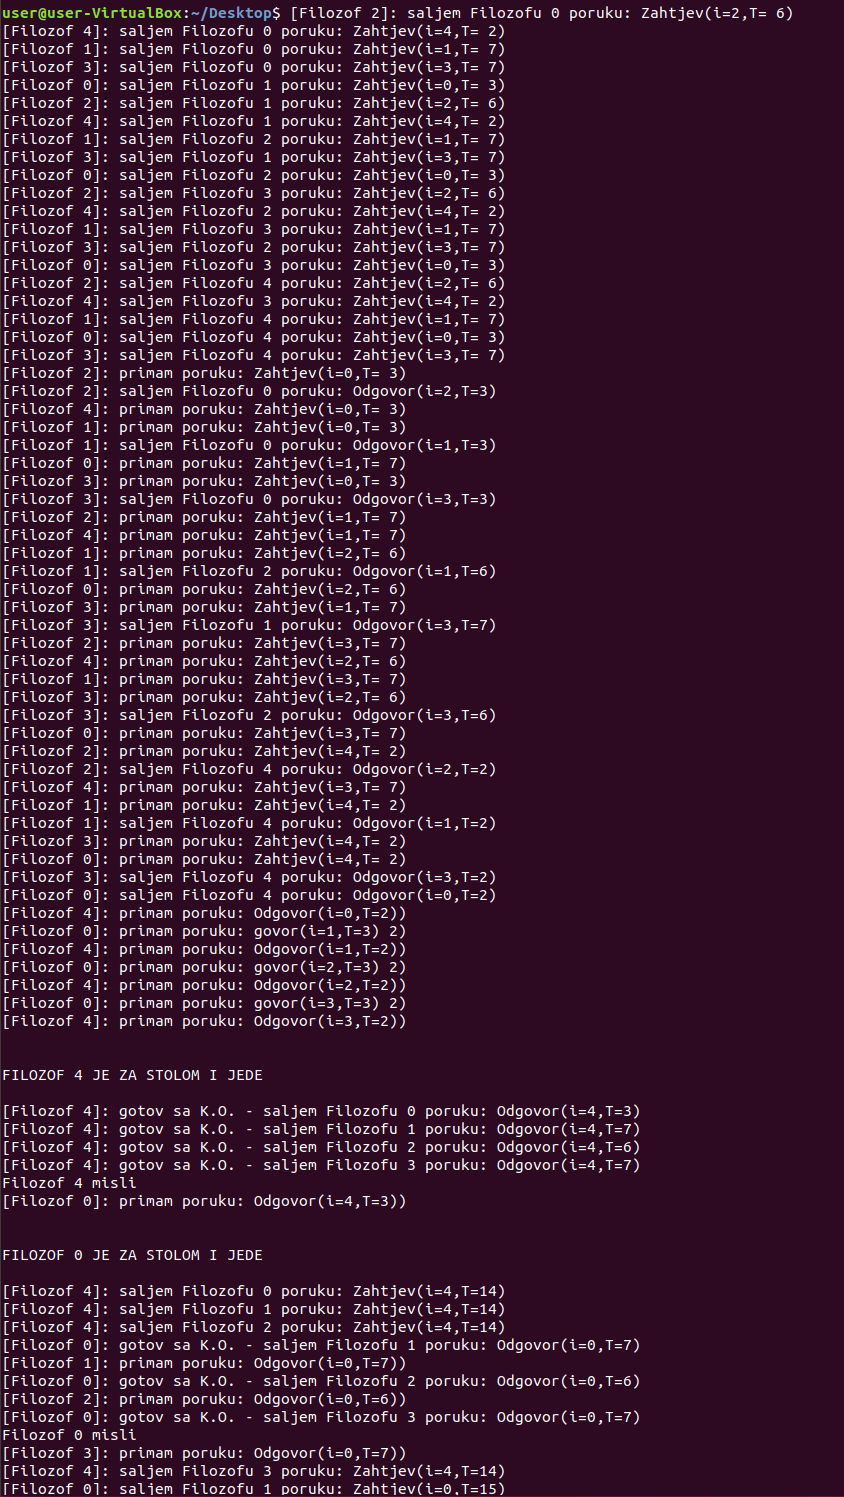 user@user-VirtualBox:~/Desktop$ [Filozof 2]: saljem Filozofu 0 poruku: Zahtjev(i=2,T= 6)
[Filozof 4]: saljem Filozofu 0 poruku: Zahtjev(i=4,T= 2)
[Filozof 1]: saljem Filozofu 0 poruku: Zahtjev(i=1,T= 7)
[Filozof 3]: saljem Filozofu 0 poruku: Zahtjev(i=3,T= 7)
[Filozof 0]: saljem Filozofu 1 poruku: Zahtjev(i=0,T= 3)
[Filozof 2]: saljem Filozofu 1 poruku: Zahtjev(i=2,T= 6)
[Filozof 4]: saljem Filozofu 1 poruku: Zahtjev(i=4,T= 2)
[Filozof 1]: saljem Filozofu 2 poruku: Zahtjev(i=1,T= 7)
[Filozof 3]: saljem Filozofu 1 poruku: Zahtjev(i=3,T= 7)
[Filozof 0]: saljem Filozofu 2 poruku: Zahtjev(i=0,T= 3)
[Filozof 2]: saljem Filozofu 3 poruku: Zahtjev(i=2,T= 6)
[Filozof 4]: saljem Filozofu 2 poruku: Zahtjev(i=4,T= 2)
[Filozof 1]: saljem Filozofu 3 poruku: Zahtjev(i=1,T= 7)
[Filozof 3]: saljem Filozofu 2 poruku: Zahtjev(i=3,T= 7)
[Filozof 0]: saljem Filozofu 3 poruku: Zahtjev(i=0,T= 3)
[Filozof 2]: saljem Filozofu 4 poruku: Zahtjev(i=2,T= 6)
[Filozof 4]: saljem Filozofu 3 poruku: Zahtjev(i=4,T= 2)
[Filozof 1]: saljem Filozofu 4 poruku: Zahtjev(i=1,T= 7)
[Filozof 0]: saljem Filozofu 4 poruku: Zahtjev(i=0,T= 3)
[Filozof 3]: saljem Filozofu 4 poruku: Zahtjev(i=3,T= 7)
[Filozof 2]: primam poruku: Zahtjev(i=0,T= 3)
[Filozof 2]: saljem Filozofu 0 poruku: Odgovor(i=2,T=3)
[Filozof 4]: primam poruku: Zahtjev(i=0,T= 3)
[Filozof 1]: primam poruku: Zahtjev(i=0,T= 3)
[Filozof 1]: saljem Filozofu 0 poruku: Odgovor(i=1,T=3)
[Filozof 0]: primam poruku: Zahtjev(i=1,T= 7)
[Filozof 3]: primam poruku: Zahtjev(i=0,T= 3)
[Filozof 3]: saljem Filozofu 0 poruku: Odgovor(i=3,T=3)
[Filozof 2]: primam poruku: Zahtjev(i=1,T= 7)
[Filozof 4]: primam poruku: Zahtjev(i=1,T= 7)
[Filozof 1]: primam poruku: Zahtjev(i=2,T= 6)
[Filozof 1]: saljem Filozofu 2 poruku: Odgovor(i=1,T=6)
[Filozof 0]: primam poruku: Zahtjev(i=2,T= 6)
[Filozof 3]: primam poruku: Zahtjev(i=1,T= 7)
[Filozof 3]: saljem Filozofu 1 poruku: Odgovor(i=3,T=7)
[Filozof 2]: primam poruku: Zahtjev(i=3,T= 7)
[Filozof 4]: primam poruku: Zahtjev(i=2,T= 6)
[Filozof 1]: primam poruku: Zahtjev(i=3,T= 7)
[Filozof 3]: primam poruku: Zahtjev(i=2,T= 6)
[Filozof 3]: saljem Filozofu 2 poruku: Odgovor(i=3,T=6)
[Filozof 0]: primam poruku: Zahtjev(i=3,T= 7)
[Filozof 2]: primam poruku: Zahtjev(i=4,T= 2)
[Filozof 2]: saljem Filozofu 4 poruku: Odgovor(i=2,T=2)
[Filozof 4]: primam poruku: Zahtjev(i=3,T= 7)
[Filozof 1]: primam poruku: Zahtjev(i=4,T= 2)
[Filozof 1]: saljem Filozofu 4 poruku: Odgovor(i=1,T=2)
[Filozof 3]: primam poruku: Zahtjev(i=4,T= 2)
[Filozof 0]: primam poruku: Zahtjev(i=4,T= 2)
[Filozof 3]: saljem Filozofu 4 poruku: Odgovor(i=3,T=2)
[Filozof 0]: saljem Filozofu 4 poruku: Odgovor(i=0,T=2)
[Filozof 4]: primam poruku: Odgovor(i=0,T=2))
[Filozof 0]: primam poruku: govor(i=1,T=3) 2)
[Filozof 4]: primam poruku: Odgovor(i=1,T=2))
[Filozof 0]: primam poruku: govor(i=2,T=3) 2)
[Filozof 4]: primam poruku: Odgovor(i=2,T=2))
[Filozof 0]: primam poruku: govor(i=3,T=3) 2)
[Filozof 4]: primam poruku: Odgovor(i=3,T=2))
FILOZOF 4 JE ZA STOLOM I JEDE
[Filozof 4]: gotov sa K.O. - saljem Filozofu 0 poruku: Odgovor(i=4,T=3)
[Filozof 4]: gotov sa K.O. - saljem Filozofu 1 poruku: Odgovor(i=4,T=7)
[Filozof 4]: gotov sa K.O. - saljem Filozofu 2 poruku: Odgovor(i=4,T=6)
[Filozof 4]: gotov sa K.O. - saljem Filozofu 3 poruku: Odgovor(i=4,T=7)
Filozof 4 misli
[Filozof 0]: primam poruku: Odgovor(i=4,T=3))
FILOZOF 0 JE ZA STOLOM I JEDE
[Filozof 4]: saljem Filozofu 0 poruku: Zahtjev(i=4,T=14)
[Filozof 4]: saljem Filozofu 1 poruku: Zahtjev(i=4,T=14)
[Filozof 4]: saljem Filozofu 2 poruku: Zahtjev(i=4,T=14)
[Filozof 0]: gotov sa K.O. - saljem Filozofu 1 poruku: Odgovor(i=0,T=7)
[Filozof 1]: primam poruku: Odgovor(i=0,T=7))
[Filozof 0]: gotov sa K.O. - saljem Filozofu 2 poruku: Odgovor(i=0,T=6)
[Filozof 2]: primam poruku: Odgovor(i=0,T=6))
[Filozof 0]: gotov sa K.O. - saljem Filozofu 3 poruku: Odgovor(i=0,T=7)
Filozof 0 misli
[Filozof 3]: primam poruku: Odgovor(i=0,T=7))
[Filozof 4]: saljem Filozofu 3 poruku: Zahtjev(i=4,T=14)
[Filozof 0]: saljem Filozofu 1 poruku: Zahtjev(i=0,T=15)